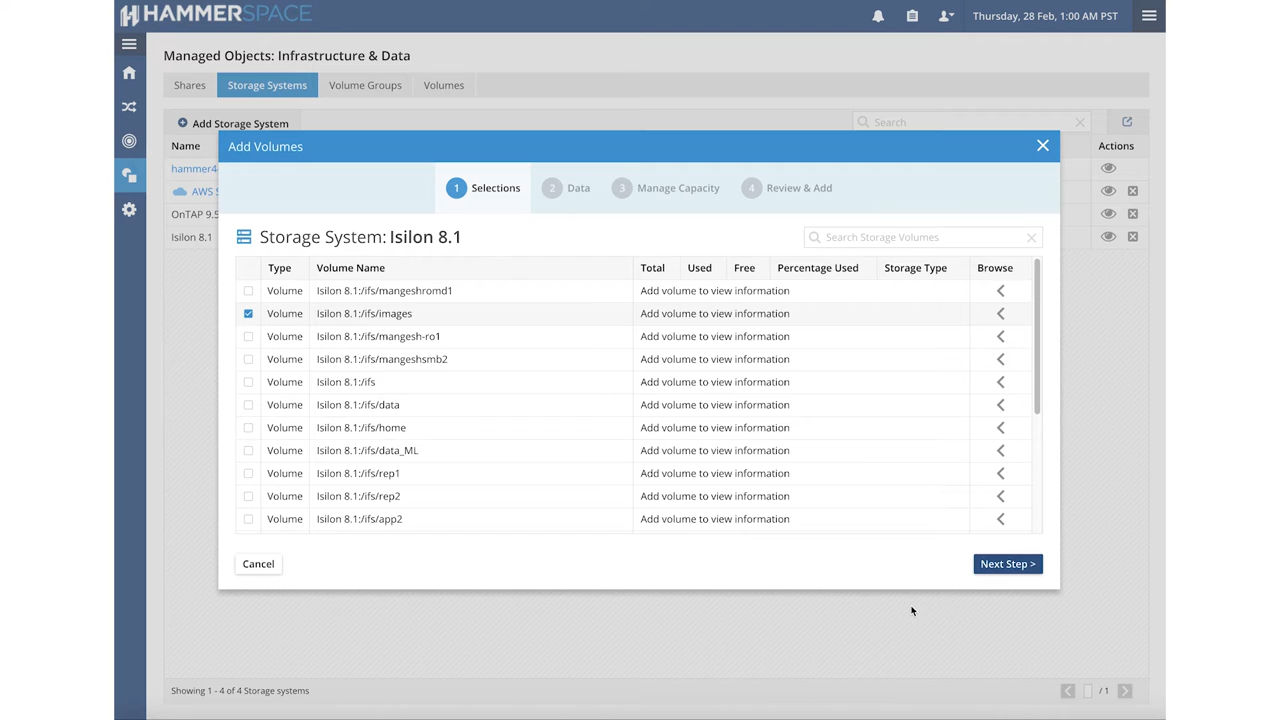 HAMMERSPACE
Thursday, 28 Feb, 1:00 AM PST
Managed Objects: Infrastructure & Data
Shares Storage Systems Volume Groups Volumes
Add Storage System Search
Name Actions
hammer4
AWS S
OnTAP 9.5
Isilon 8.1
Add Volumes
1 Selections 2 Data 3 Manage Capacity 4 Review & Add
Storage System: Isilon 8.1 Search Storage Volumes
Type Volume Name Total Used Free Percentage Used Storage Type Browse
Volume Isilon 8.1:/ifs/mangeshromd1 Add volume to view information
Volume Isilon 8.1:/ifs/images Add volume to view information
Volume Isilon 8.1:/ifs/mangesh-ro1 Add volume to view information
Volume Isilon 8.1:/ifs/mangeshsmb2 Add volume to view information
Volume Isilon 8.1:/ifs Add volume to view information
Volume Isilon 8.1:/ifs/data Add volume to view information
Volume Isilon 8.1:/ifs/home Add volume to view information
Volume Isilon 8.1:/ifs/data_ML Add volume to view information
Volume Isilon 8.1:/ifs/rep1 Add volume to view information
Volume Isilon 8.1:/ifs/rep2 Add volume to view information
Volume Isilon 8.1:/ifs/app2 Add volume to view information
Cancel Next Step >
Showing 1 - 4 of 4 Storage systems / 1